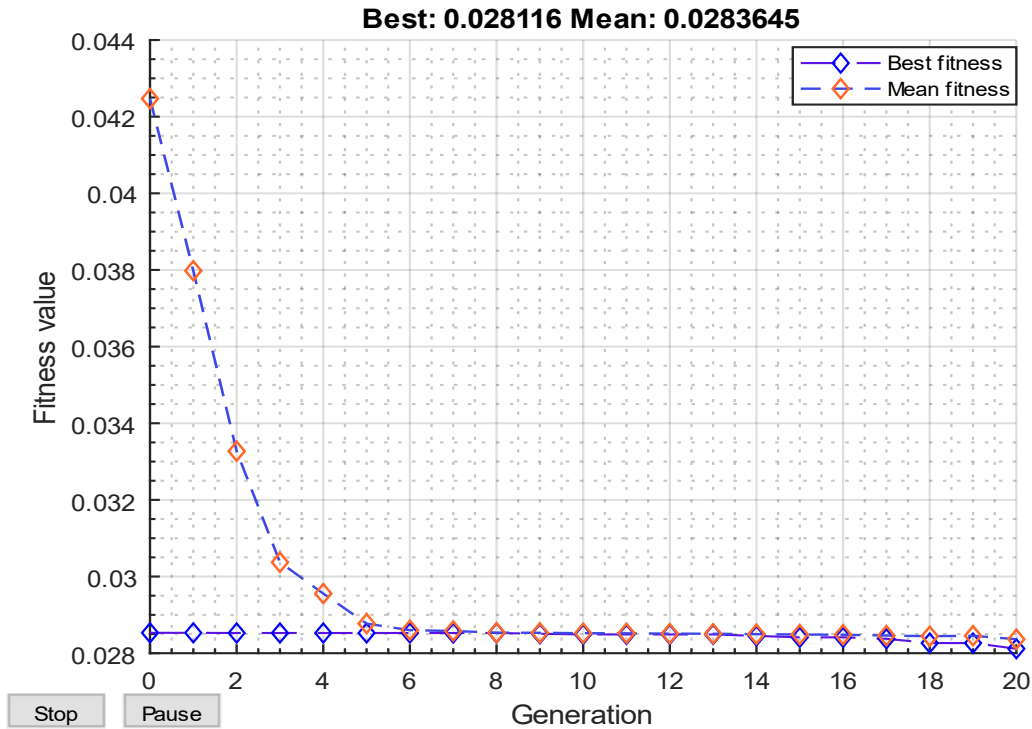 Best: 0.028116 Mean: 0.0283645
Best fitness
Mean fitness
0.044
0.042
0.04
0.038
0.036
0.034
0.032
0.03
0.028
Fitness value
0 2 4 6 8 10 12 14 16 18 20
Generation
Stop Pause